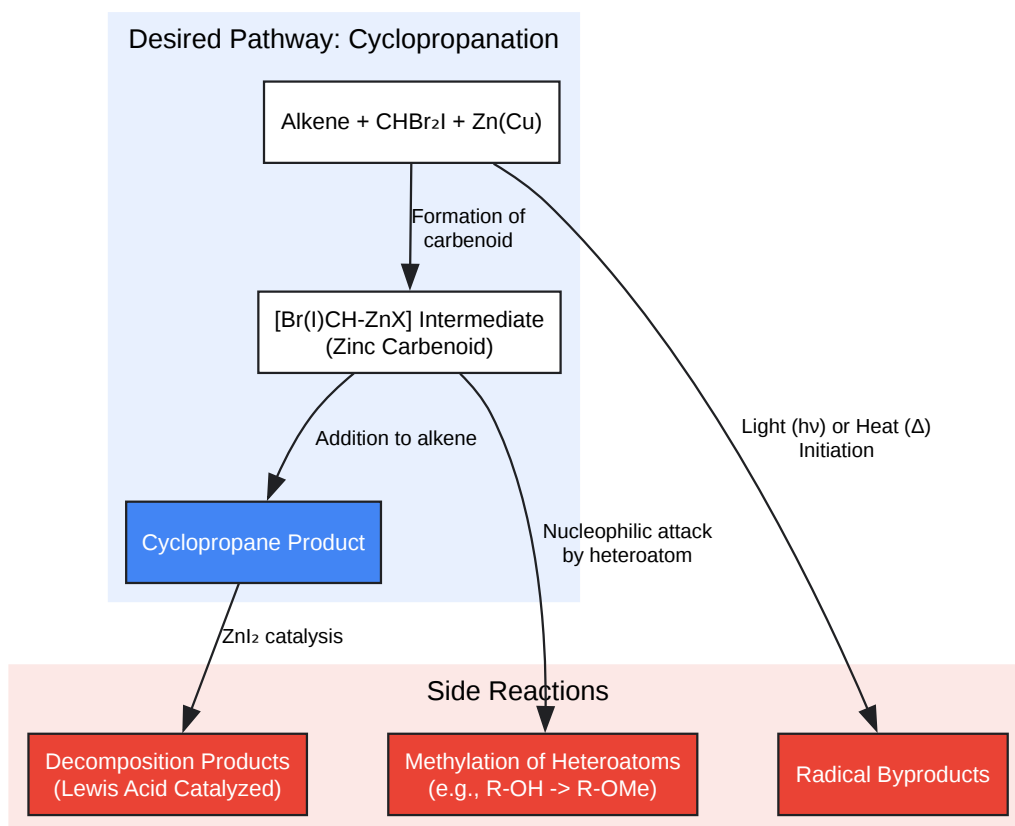 Desired Pathway: Cyclopropanation
Alkene + CHBr₂I + Zn(Cu)
Formation of
carbenoid
[Br(I)CH-ZnX] Intermediate
(Zinc Carbenoid)
Light (hν) or Heat (Δ)
Initiation
Addition to alkene
Nucleophilic attack
by heteroatom
Cyclopropane Product
ZnI₂ catalysis
Side Reactions
Decomposition Products
(Lewis Acid Catalyzed)
Methylation of Heteroatoms
(e.g., R-OH -> R-OMe)
Radical Byproducts